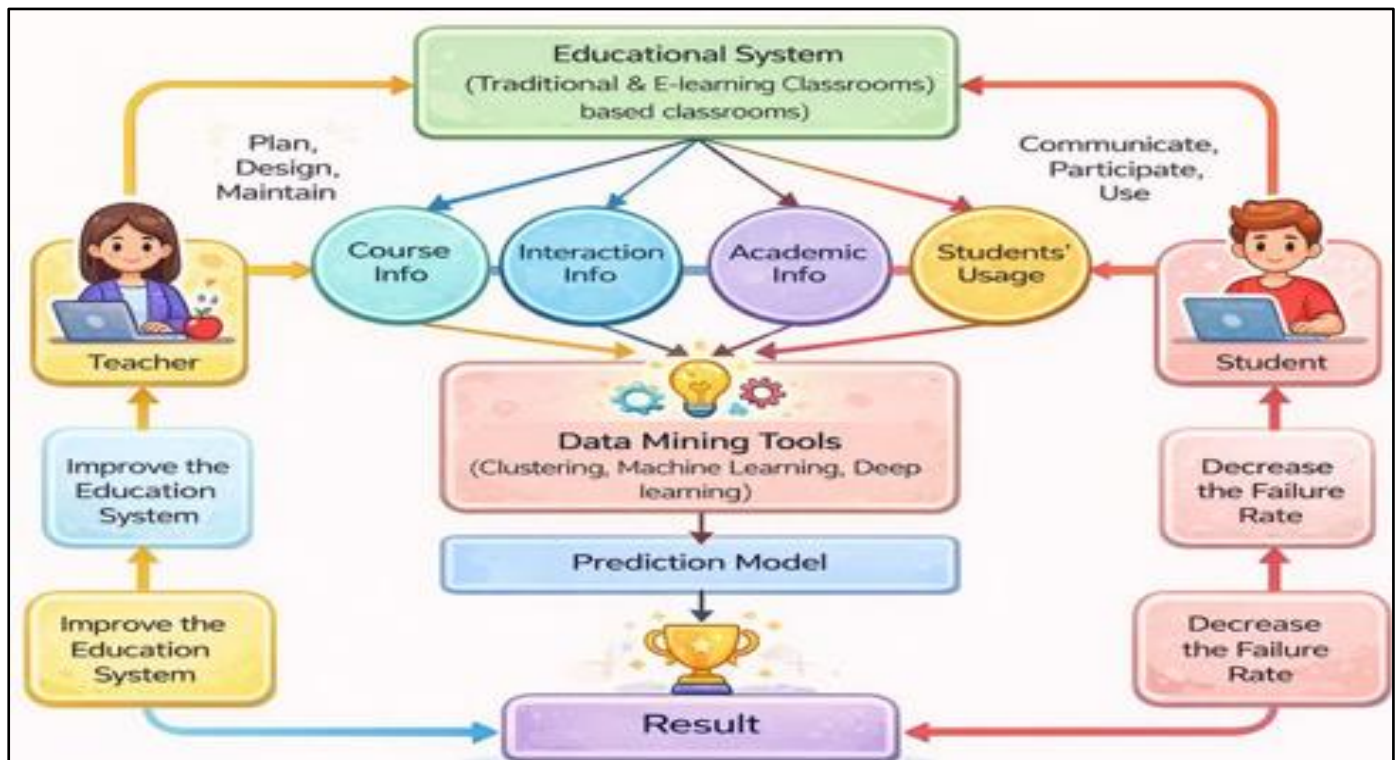 Educational System
(Traditional & E-learning Classrooms)
based classrooms)
Plan,
Design,
Maintain
Communicate,
Participate,
Use
Course
Info
Interaction
Info
Academic
Info
Students'
Usage
Teacher
Student
Data Mining Tools
(Clustering, Machine Learning, Deep
learning)
Improve the
Education
System
Decrease
the Failure
Rate
Prediction Model
Improve the
Education
System
Decrease
the Failure
Rate
Result